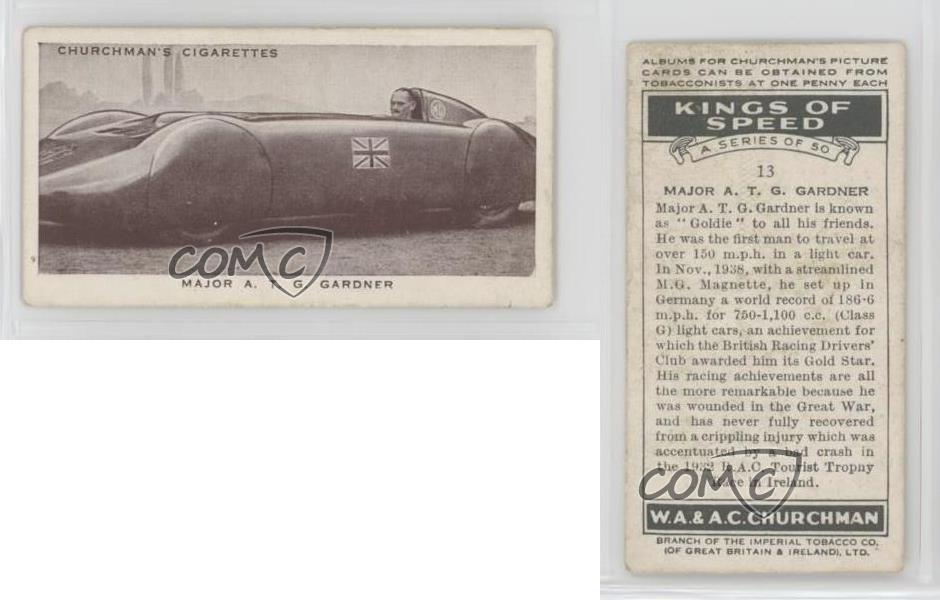 CHURCHMAN'S CIGARETTES
MG
9
COMC
MAJOR A. T. G. GARDNER
ALBUMS FOR CHURCHMAN'S PICTURE
CARDS CAN BE OBTAINED FROM
TOBACCONISTS AT ONE PENNY EACH
KINGS OF
SPEED
A SERIES OF 50
13
MAJOR A. T. G. GARDNER
Major A. T. G. Gardner is known
as "Goldie" to all his friends.
He was the first man to travel at
over 150 m.p.h. in a light car.
In Nov., 1938, with a streamlined
M.G. Magnette, he set up in
Germany a world record of 186·6
m.p.h. for 750-1,100 c.c. (Class
G) light cars, an achievement for
which the British Racing Drivers'
Club awarded him its Gold Star.
His racing achievements are all
the more remarkable because he
was wounded in the Great War,
and has never fully recovered
from a crippling injury which was
accentuated by a bad crash in
the 1932 R.A.C. Tourist Trophy
Race in Ireland.
COMC
W.A. & A.C. CHURCHMAN
BRANCH OF THE IMPERIAL TOBACCO CO.
(OF GREAT BRITAIN & IRELAND), LTD.